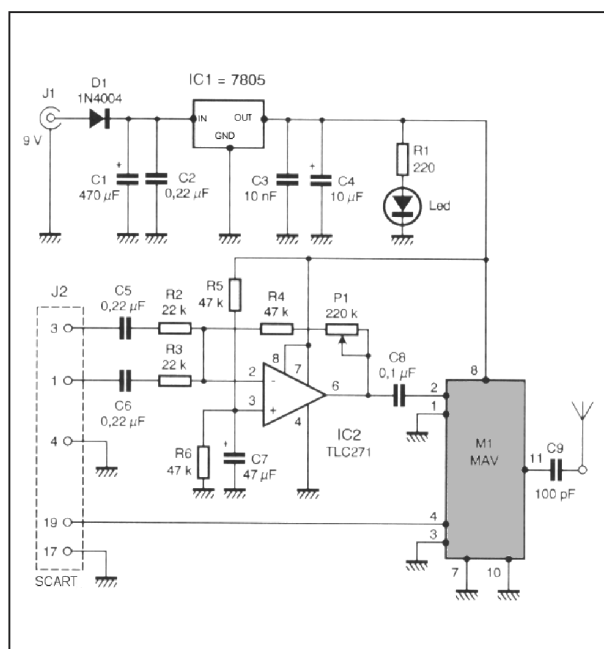 IC1 = 7805
J1
D1
1N4004
IN
OUT
GND
9 V
C1
470 µF
C2
0,22 µF
C3
10 nF
C4
10 µF
R1
220
Led
J2
C5
0,22 µF
R2
22 k
R5
47 k
R4
47 k
P1
220 k
3
1
4
19
17
SCART
R3
22 k
C6
0,22 µF
2
3
8
7
6
4
-
+
IC2
TLC271
C8
0,1 µF
R6
47 k
C7
47 µF
+
+
+
8
2
1
4
3
7
10
11
M1
MAV
C9
100 pF